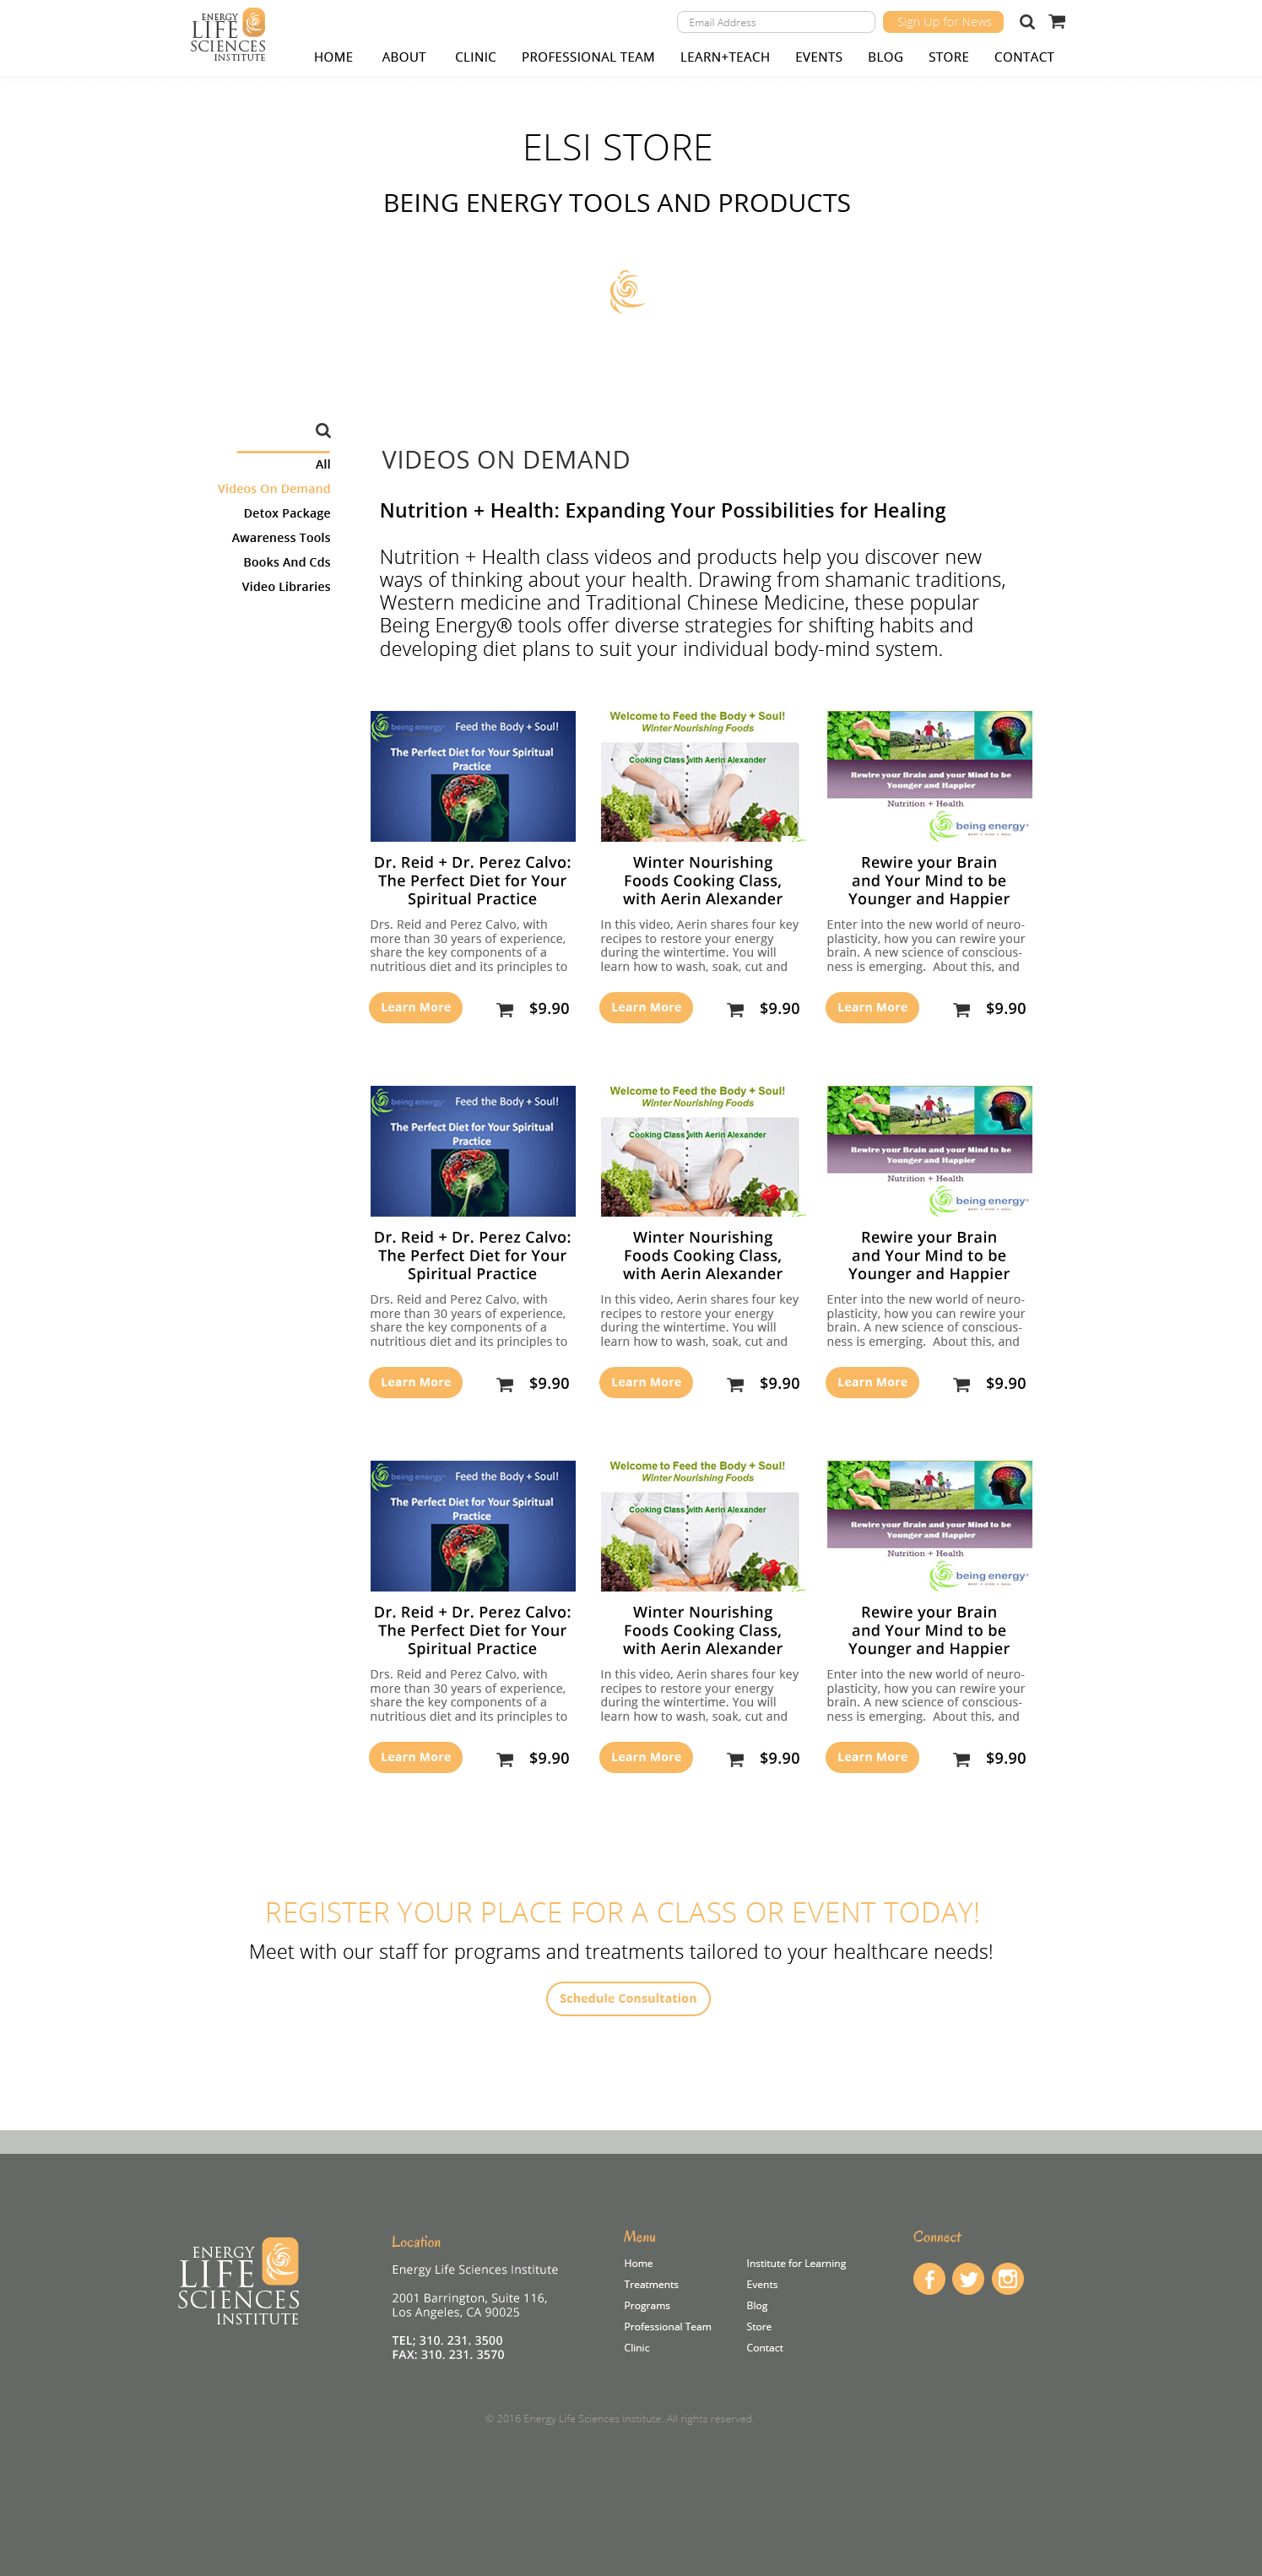 ENERGY
LIFE
SCIENCES
INSTITUTE
Email Address
Sign Up for News
HOME ABOUT CLINIC PROFESSIONAL TEAM LEARN+TEACH EVENTS BLOG STORE CONTACT
ELSI STORE
BEING ENERGY TOOLS AND PRODUCTS
All
Videos On Demand
Detox Package
Awareness Tools
Books And Cds
Video Libraries
VIDEOS ON DEMAND
Nutrition + Health: Expanding Your Possibilities for Healing
Nutrition + Health class videos and products help you discover new
ways of thinking about your health. Drawing from shamanic traditions,
Western medicine and Traditional Chinese Medicine, these popular
Being Energy® tools offer diverse strategies for shifting habits and
developing diet plans to suit your individual body-mind system.
being energy® Feed the Body + Soul!
The Perfect Diet for Your Spiritual
Practice
Dr. Reid + Dr. Perez Calvo:
The Perfect Diet for Your
Spiritual Practice
Drs. Reid and Perez Calvo, with
more than 30 years of experience,
share the key components of a
nutritious diet and its principles to
Learn More $9.90
Welcome to Feed the Body + Soul!
Winter Nourishing Foods
Cooking Class with Aerin Alexander
Winter Nourishing
Foods Cooking Class,
with Aerin Alexander
In this video, Aerin shares four key
recipes to restore your energy
during the wintertime. You will
learn how to wash, soak, cut and
Learn More $9.90
Rewire your Brain and your Mind to be
Younger and Happier
Nutrition + Health
being energy®
BODY • MIND • SOUL
Rewire your Brain
and Your Mind to be
Younger and Happier
Enter into the new world of neuro-
plasticity, how you can rewire your
brain. A new science of conscious-
ness is emerging. About this, and
Learn More $9.90
being energy® Feed the Body + Soul!
The Perfect Diet for Your Spiritual
Practice
Dr. Reid + Dr. Perez Calvo:
The Perfect Diet for Your
Spiritual Practice
Drs. Reid and Perez Calvo, with
more than 30 years of experience,
share the key components of a
nutritious diet and its principles to
Learn More $9.90
Welcome to Feed the Body + Soul!
Winter Nourishing Foods
Cooking Class with Aerin Alexander
Winter Nourishing
Foods Cooking Class,
with Aerin Alexander
In this video, Aerin shares four key
recipes to restore your energy
during the wintertime. You will
learn how to wash, soak, cut and
Learn More $9.90
Rewire your Brain and your Mind to be
Younger and Happier
Nutrition + Health
being energy®
BODY • MIND • SOUL
Rewire your Brain
and Your Mind to be
Younger and Happier
Enter into the new world of neuro-
plasticity, how you can rewire your
brain. A new science of conscious-
ness is emerging. About this, and
Learn More $9.90
being energy® Feed the Body + Soul!
The Perfect Diet for Your Spiritual
Practice
Dr. Reid + Dr. Perez Calvo:
The Perfect Diet for Your
Spiritual Practice
Drs. Reid and Perez Calvo, with
more than 30 years of experience,
share the key components of a
nutritious diet and its principles to
Learn More $9.90
Welcome to Feed the Body + Soul!
Winter Nourishing Foods
Cooking Class with Aerin Alexander
Winter Nourishing
Foods Cooking Class,
with Aerin Alexander
In this video, Aerin shares four key
recipes to restore your energy
during the wintertime. You will
learn how to wash, soak, cut and
Learn More $9.90
Rewire your Brain and your Mind to be
Younger and Happier
Nutrition + Health
being energy®
BODY • MIND • SOUL
Rewire your Brain
and Your Mind to be
Younger and Happier
Enter into the new world of neuro-
plasticity, how you can rewire your
brain. A new science of conscious-
ness is emerging. About this, and
Learn More $9.90
REGISTER YOUR PLACE FOR A CLASS OR EVENT TODAY!
Meet with our staff for programs and treatments tailored to your healthcare needs!
Schedule Consultation
ENERGY
LIFE
SCIENCES
INSTITUTE
Location
Energy Life Sciences Institute
2001 Barrington, Suite 116,
Los Angeles, CA 90025
TEL; 310. 231. 3500
FAX: 310. 231. 3570
Menu
Home
Treatments
Programs
Professional Team
Clinic
Institute for Learning
Events
Blog
Store
Contact
Connect
© 2016 Energy Life Sciences Institute. All rights reserved.